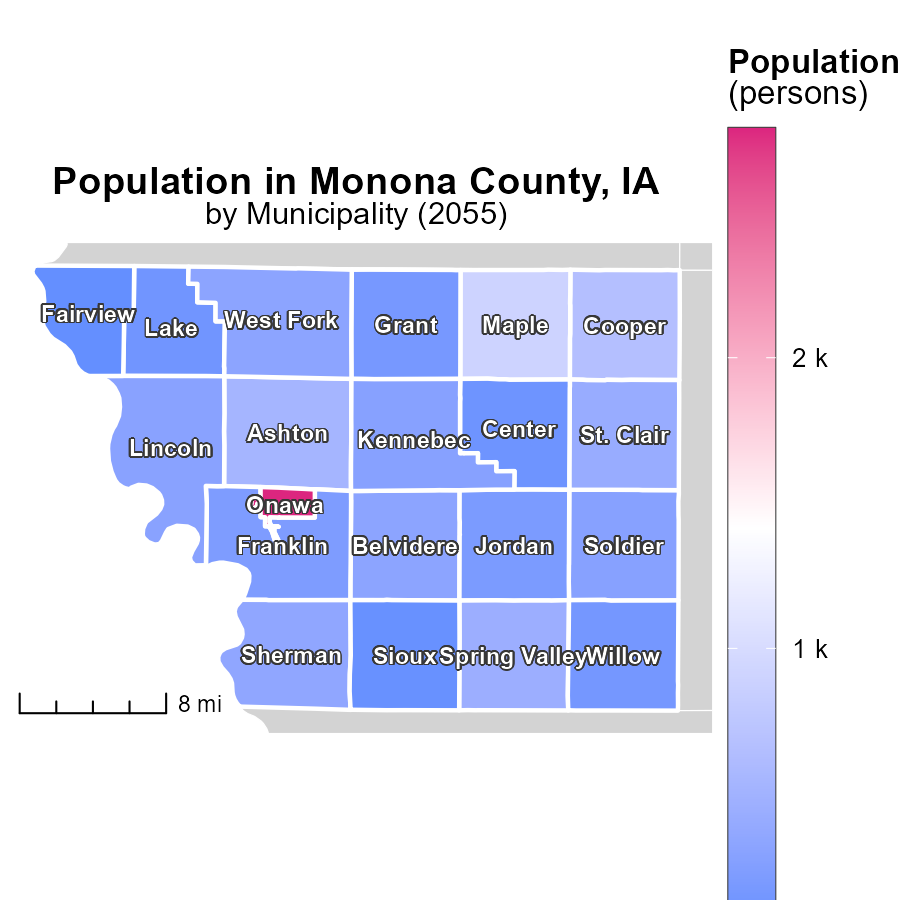 Population in Monona County, IA
by Municipality (2055)
Population
(persons)
2 k
1 k
Fairview
Lake
West Fork
Grant
Maple
Cooper
Lincoln
Ashton
Kennebec
Center
St. Clair
Onawa
Franklin
Belvidere
Jordan
Soldier
Sherman
Sioux
Spring Valley
Willow
8 mi